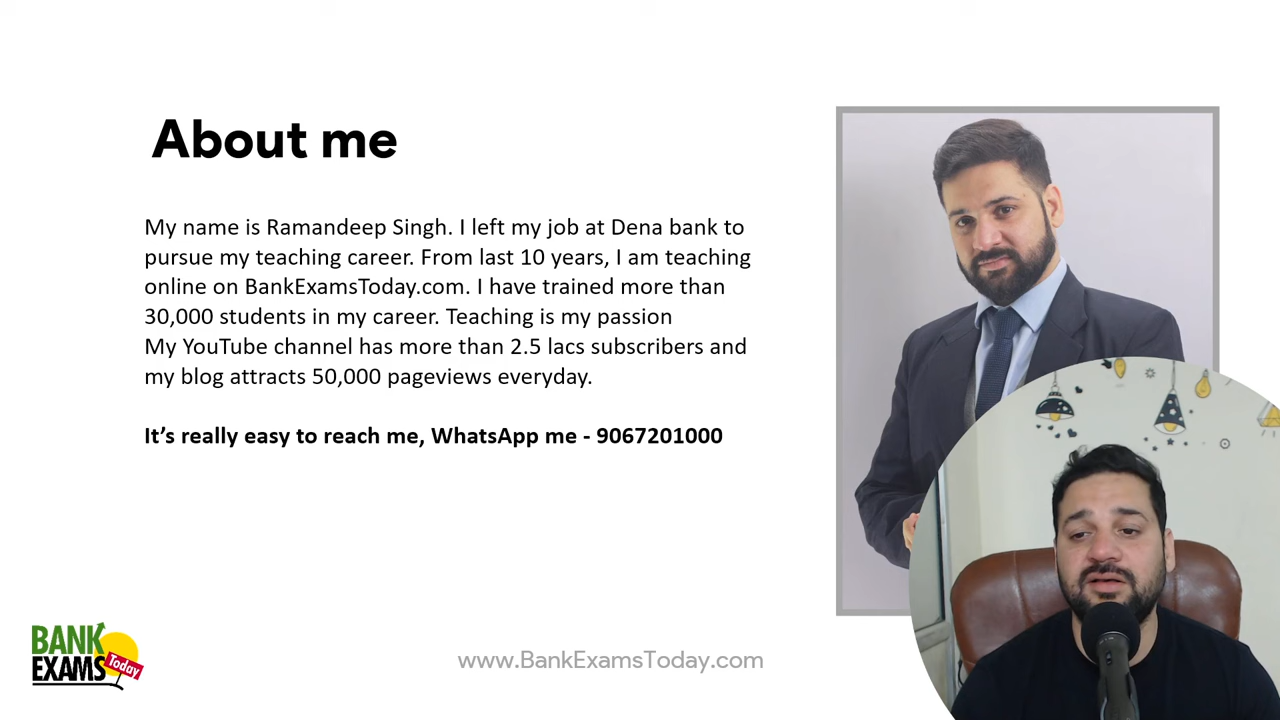 About me
My name is Ramandeep Singh. I left my job at Dena bank to
pursue my teaching career. From last 10 years, I am teaching
online on BankExamsToday.com. I have trained more than
30,000 students in my career. Teaching is my passion
My YouTube channel has more than 2.5 lacs subscribers and
my blog attracts 50,000 pageviews everyday.
It’s really easy to reach me, WhatsApp me - 9067201000
BANK
EXAMS
Today
www.BankExamsToday.com